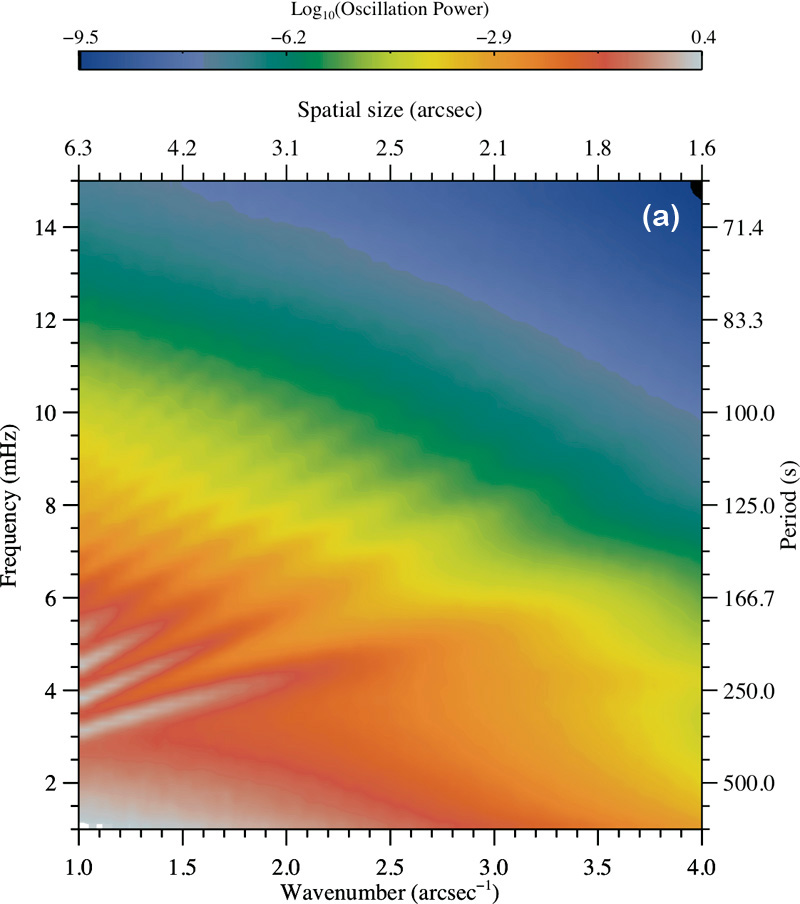 Log10(Oscillation Power)
−9.5 −6.2 −2.9 0.4
Spatial size (arcsec)
6.3 4.2 3.1 2.5 2.1 1.8 1.6
(a)
14 71.4
12 83.3
10 100.0
8 125.0
6 166.7
4 250.0
2 500.0
Frequency (mHz)
Period (s)
1.0 1.5 2.0 2.5 3.0 3.5 4.0
Wavenumber (arcsec−1)